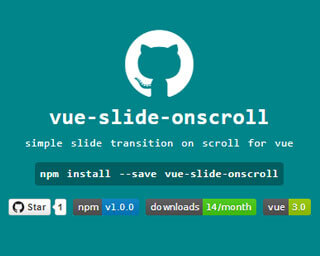 vue-slide-onscroll
simple slide transition on scroll for vue
npm install --save vue-slide-onscroll
Star 1 npm v1.0.0 downloads 14/month vue 3.0